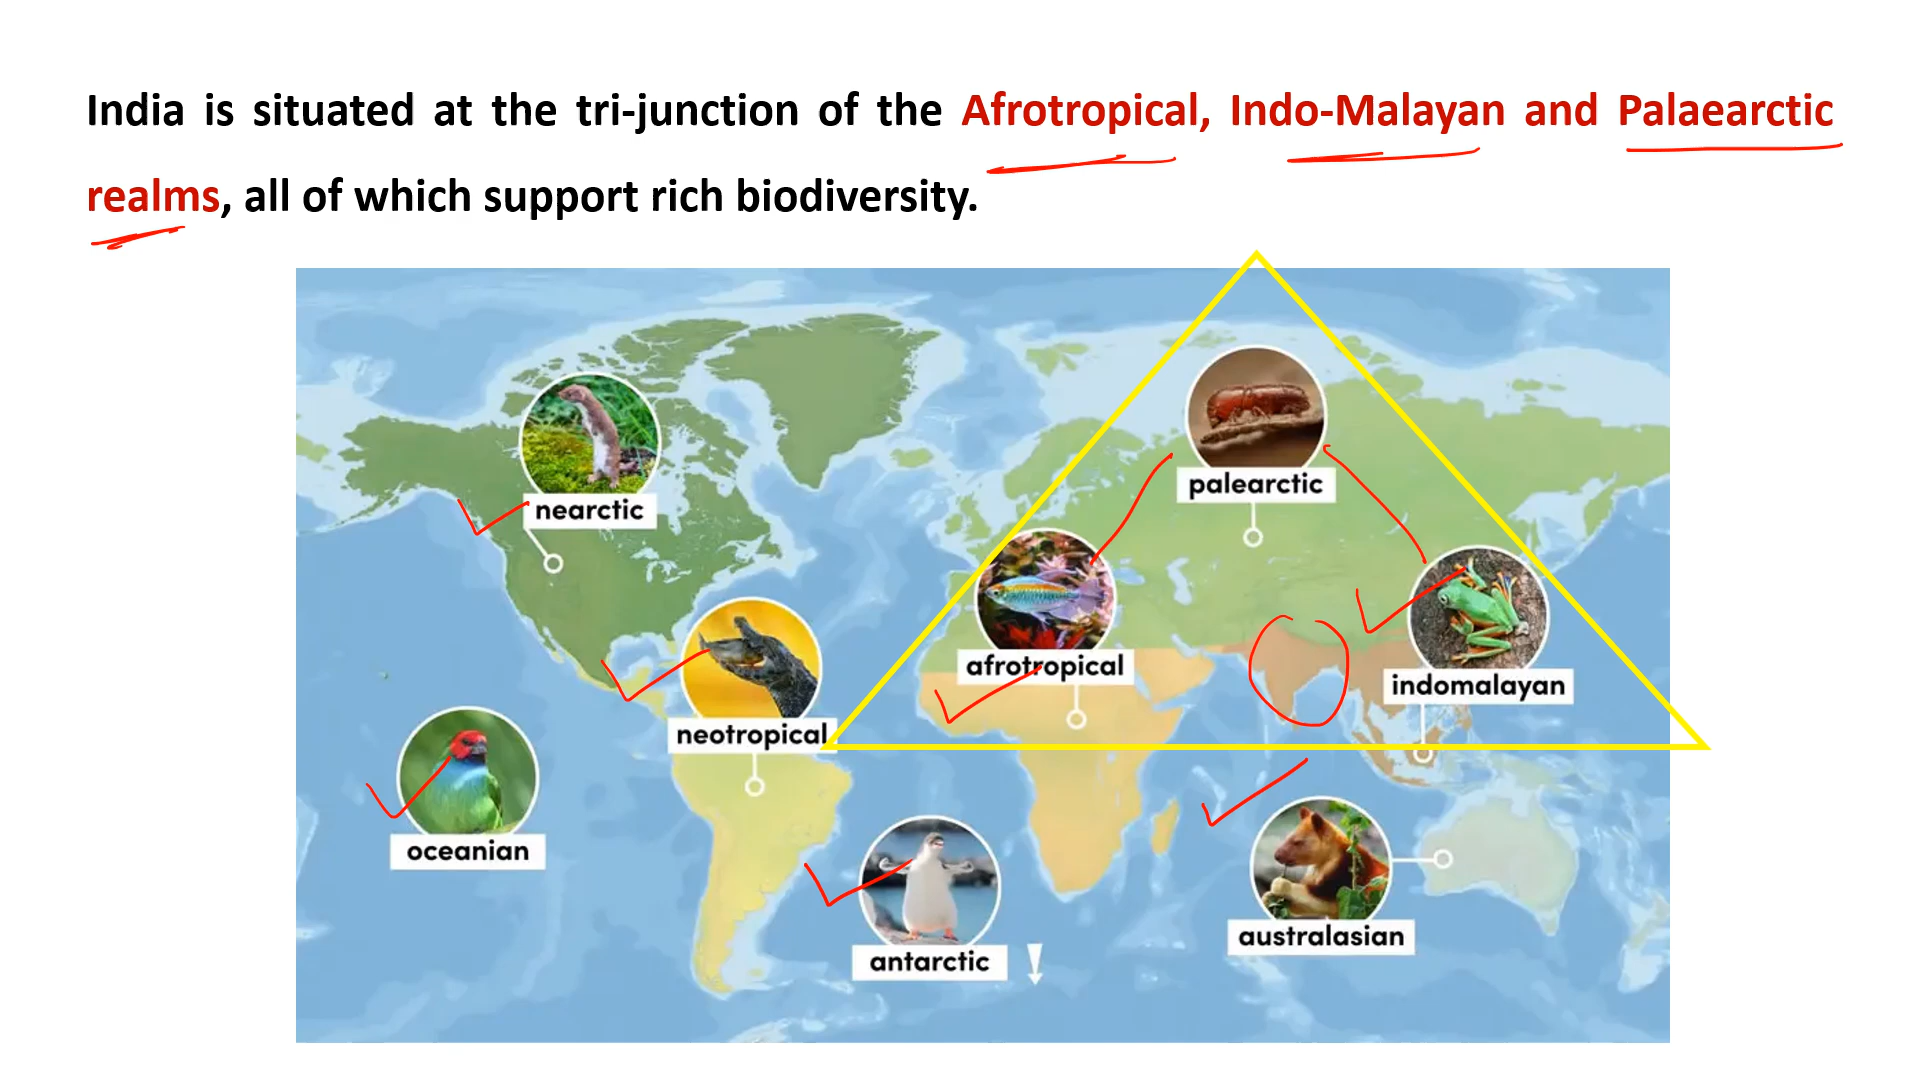 India is situated at the tri-junction of the Afrotropical, Indo-Malayan and Palaearctic
realms, all of which support rich biodiversity.
palearctic
nearctic
afrotropical
indomalayan
neotropical
oceanian
australasian
antarctic